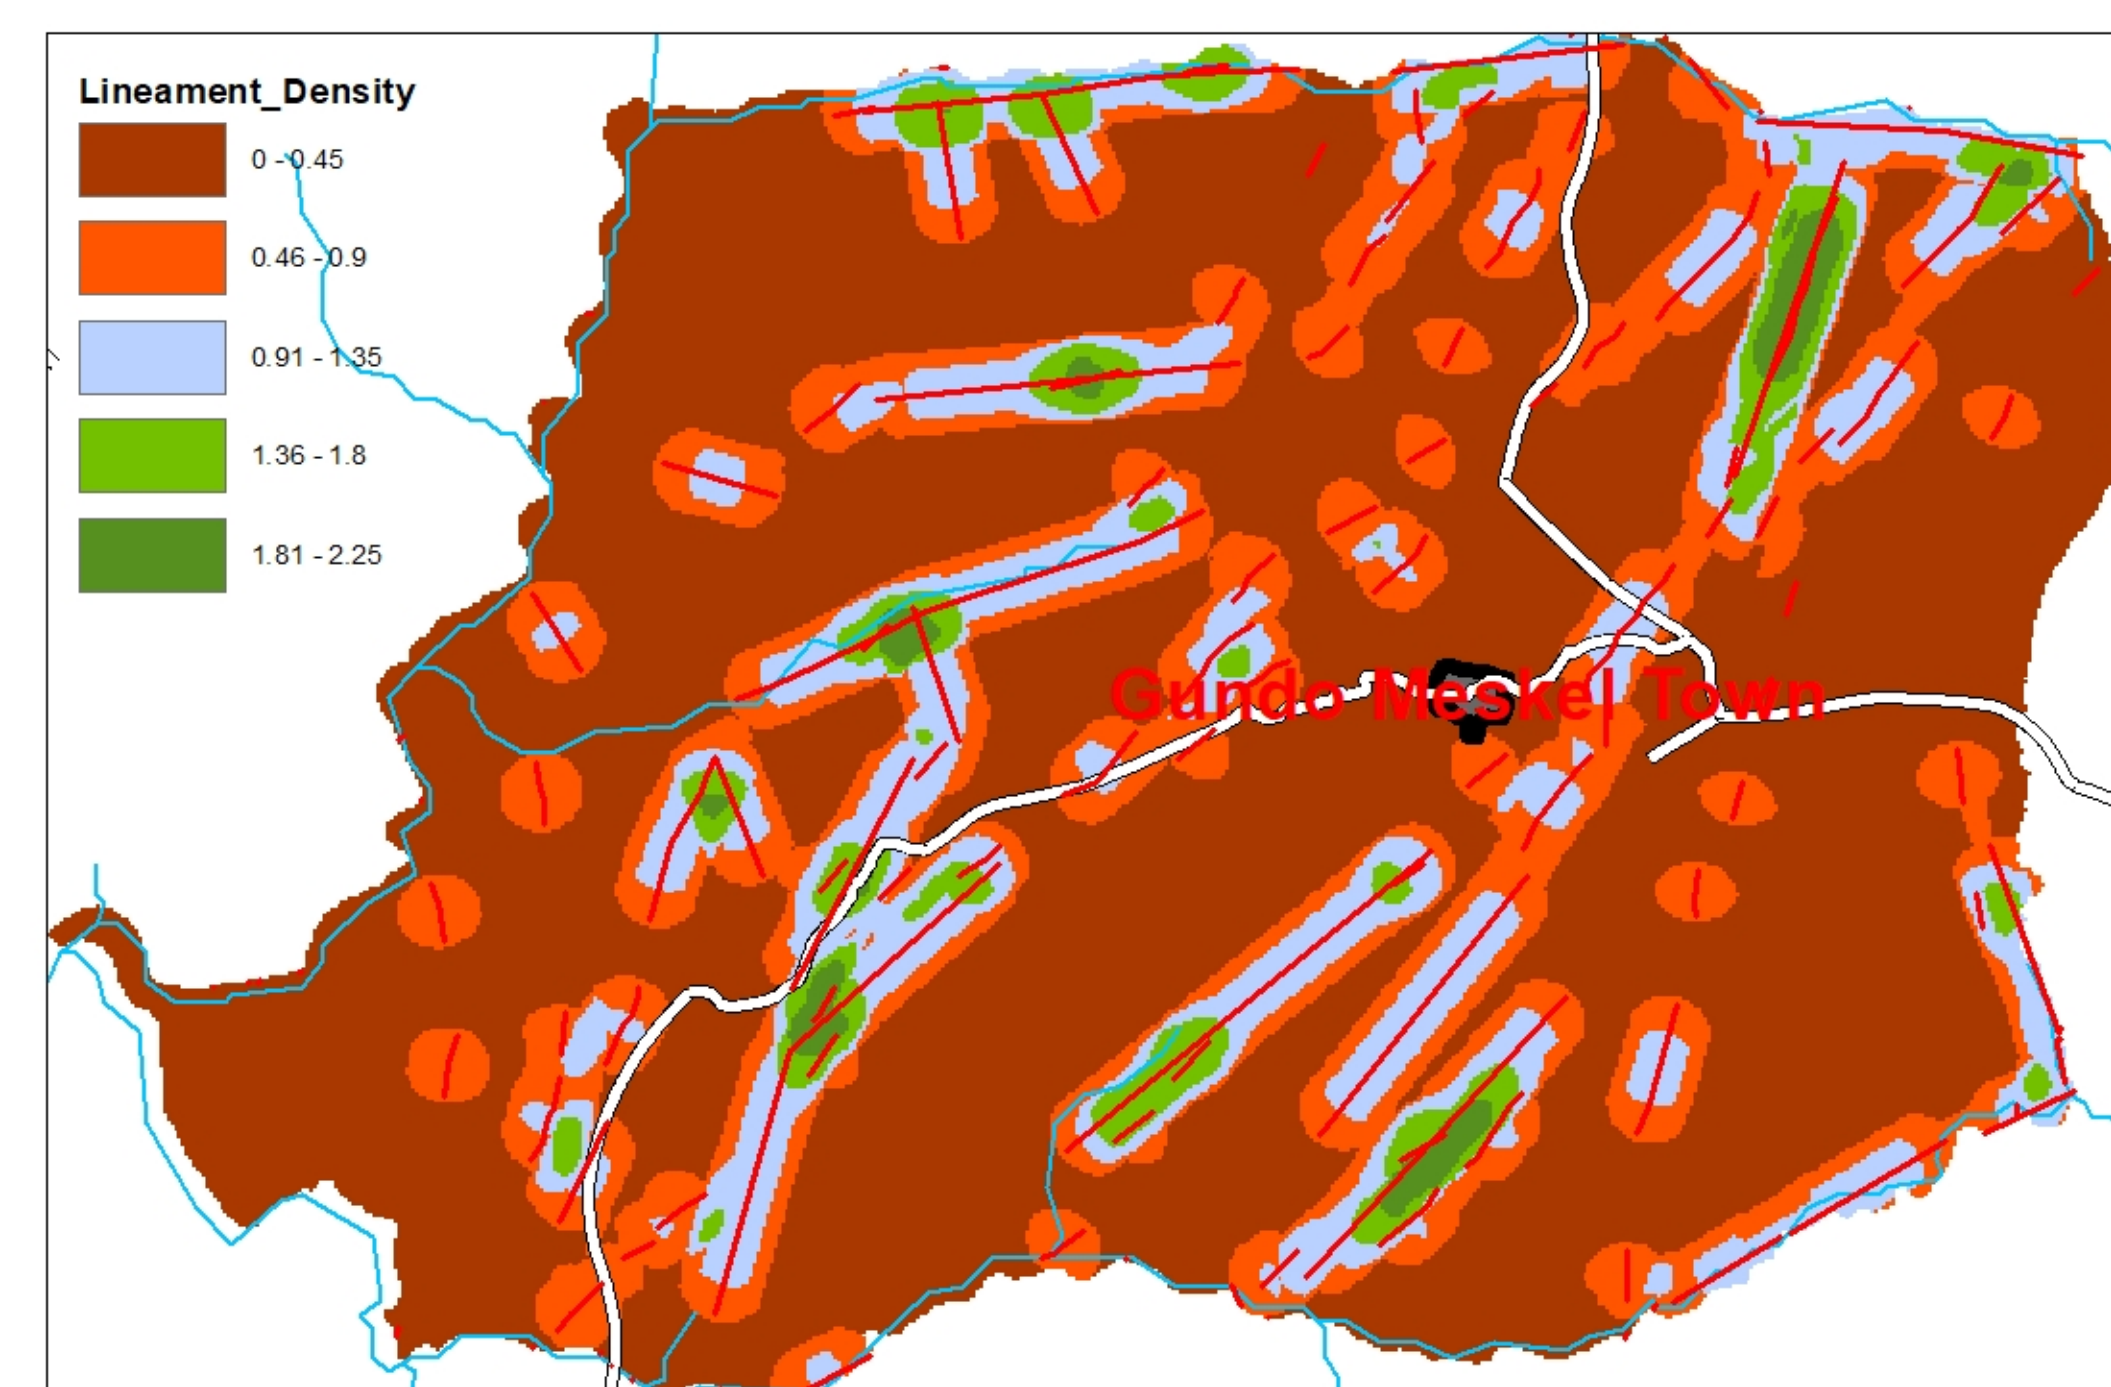 Lineament_Density
0 - 0.45
0.46 - 0.9
0.91 - 1.35
1.36 - 1.8
1.81 - 2.25
Gundo Meskel Town